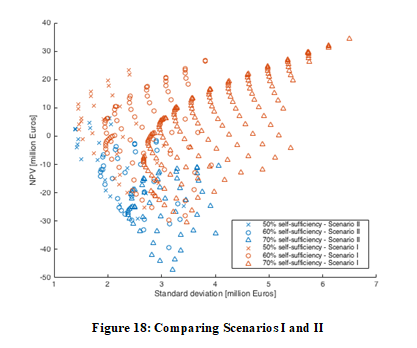 40
30
20
10
0
-10
-20
-30
-40
-50
NPV [million Euros]
1 2 3 4 5 6 7
Standard deviation [million Euros]
50% self-sufficiency - Scenario II
60% self-sufficiency - Scenario II
70% self-sufficiency - Scenario II
50% self-sufficiency - Scenario I
60% self-sufficiency - Scenario I
70% self-sufficiency - Scenario I
Figure 18: Comparing Scenarios I and II